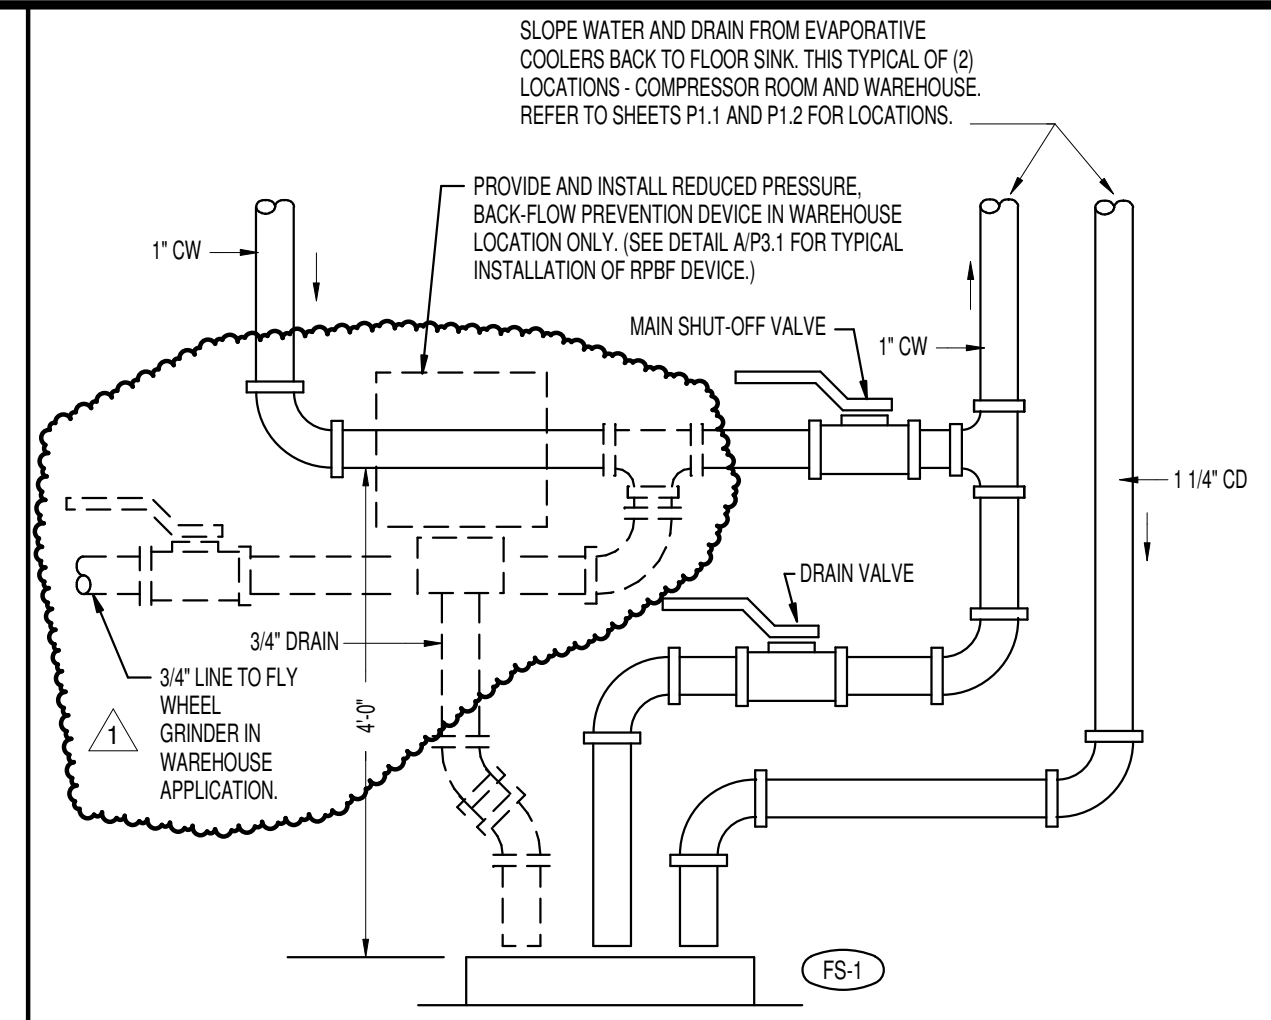 SLOPE WATER AND DRAIN FROM EVAPORATIVE
COOLERS BACK TO FLOOR SINK. THIS TYPICAL OF (2)
LOCATIONS - COMPRESSOR ROOM AND WAREHOUSE.
REFER TO SHEETS P1.1 AND P1.2 FOR LOCATIONS.
PROVIDE AND INSTALL REDUCED PRESSURE,
BACK-FLOW PREVENTION DEVICE IN WAREHOUSE
LOCATION ONLY. (SEE DETAIL A/P3.1 FOR TYPICAL
INSTALLATION OF RPBF DEVICE.)
1" CW
MAIN SHUT-OFF VALVE
1" CW
1 1/4" CD
DRAIN VALVE
3/4" DRAIN
3/4" LINE TO FLY
WHEEL
GRINDER IN
WAREHOUSE
APPLICATION.
1
4'-0"
FS-1